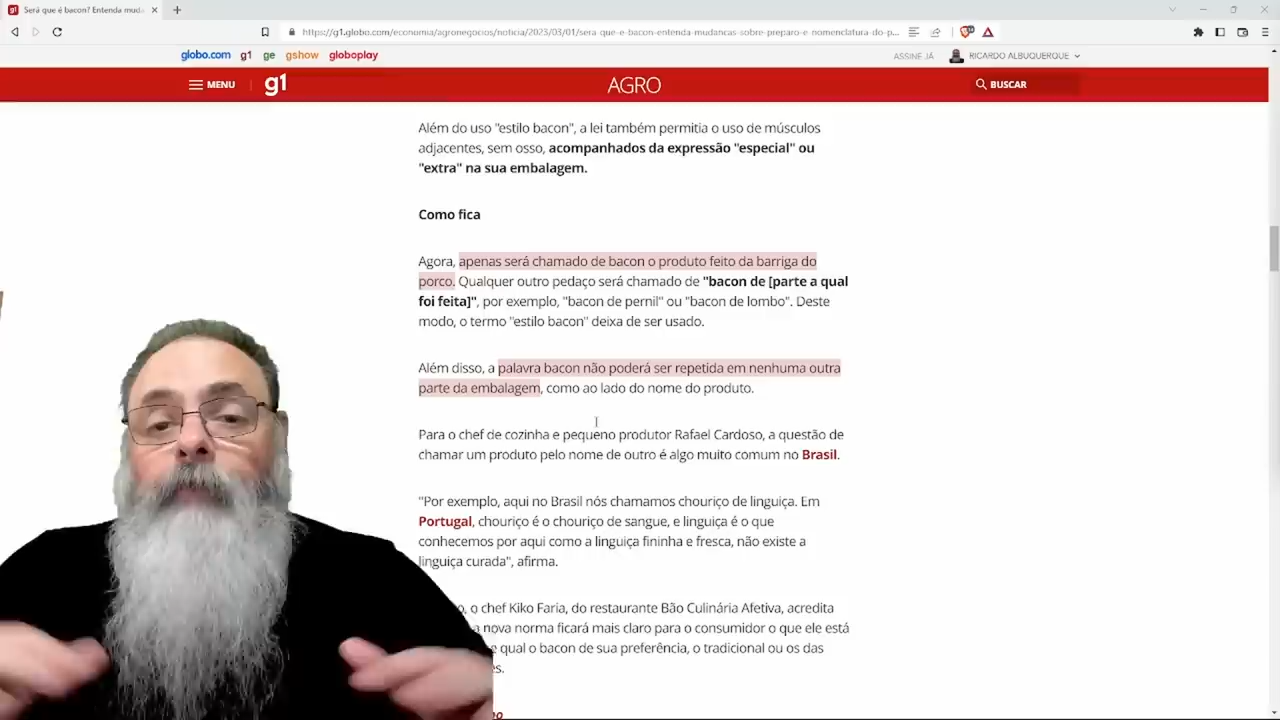 g1 Será que é bacon? Entenda muda
https://g1.globo.com/economia/agronegocios/noticia/2023/03/01/sera-que-e-bacon-entenda-mudancas-sobre-preparo-e-nomenclatura-do-p...
globo.com g1 ge gshow globoplay
ASSINE JÁ RICARDO ALBUQUERQUE
MENU g1 AGRO BUSCAR
Além do uso "estilo bacon", a lei também permitia o uso de músculos
adjacentes, sem osso, acompanhados da expressão "especial" ou
"extra" na sua embalagem.
Como fica
Agora, apenas será chamado de bacon o produto feito da barriga do
porco. Qualquer outro pedaço será chamado de "bacon de [parte a qual
foi feita]", por exemplo, "bacon de pernil" ou "bacon de lombo". Deste
modo, o termo "estilo bacon" deixa de ser usado.
Além disso, a palavra bacon não poderá ser repetida em nenhuma outra
parte da embalagem, como ao lado do nome do produto.
Para o chef de cozinha e pequeno produtor Rafael Cardoso, a questão de
chamar um produto pelo nome de outro é algo muito comum no Brasil.
"Por exemplo, aqui no Brasil nós chamamos chouriço de linguiça. Em
Portugal, chouriço é o chouriço de sangue, e linguiça é o que
conhecemos por aqui como a linguiça fininha e fresca, não existe a
linguiça curada", afirma.
o chef Kiko Faria, do restaurante Bão Culinária Afetiva, acredita
nova norma ficará mais claro para o consumidor o que ele está
qual o bacon de sua preferência, o tradicional ou os das